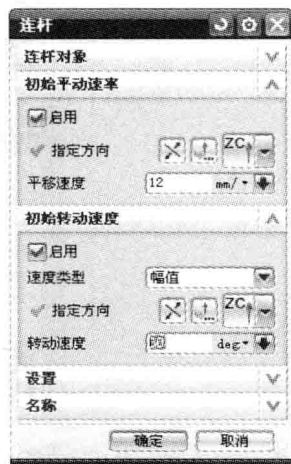 连杆
连杆对象
初始平动速率
启用
指定方向 ZC
平移速度 12 mm/
初始转动速度
启用
速度类型 幅值
指定方向 ZC
转动速度 deg
设置
名称
确定 取消